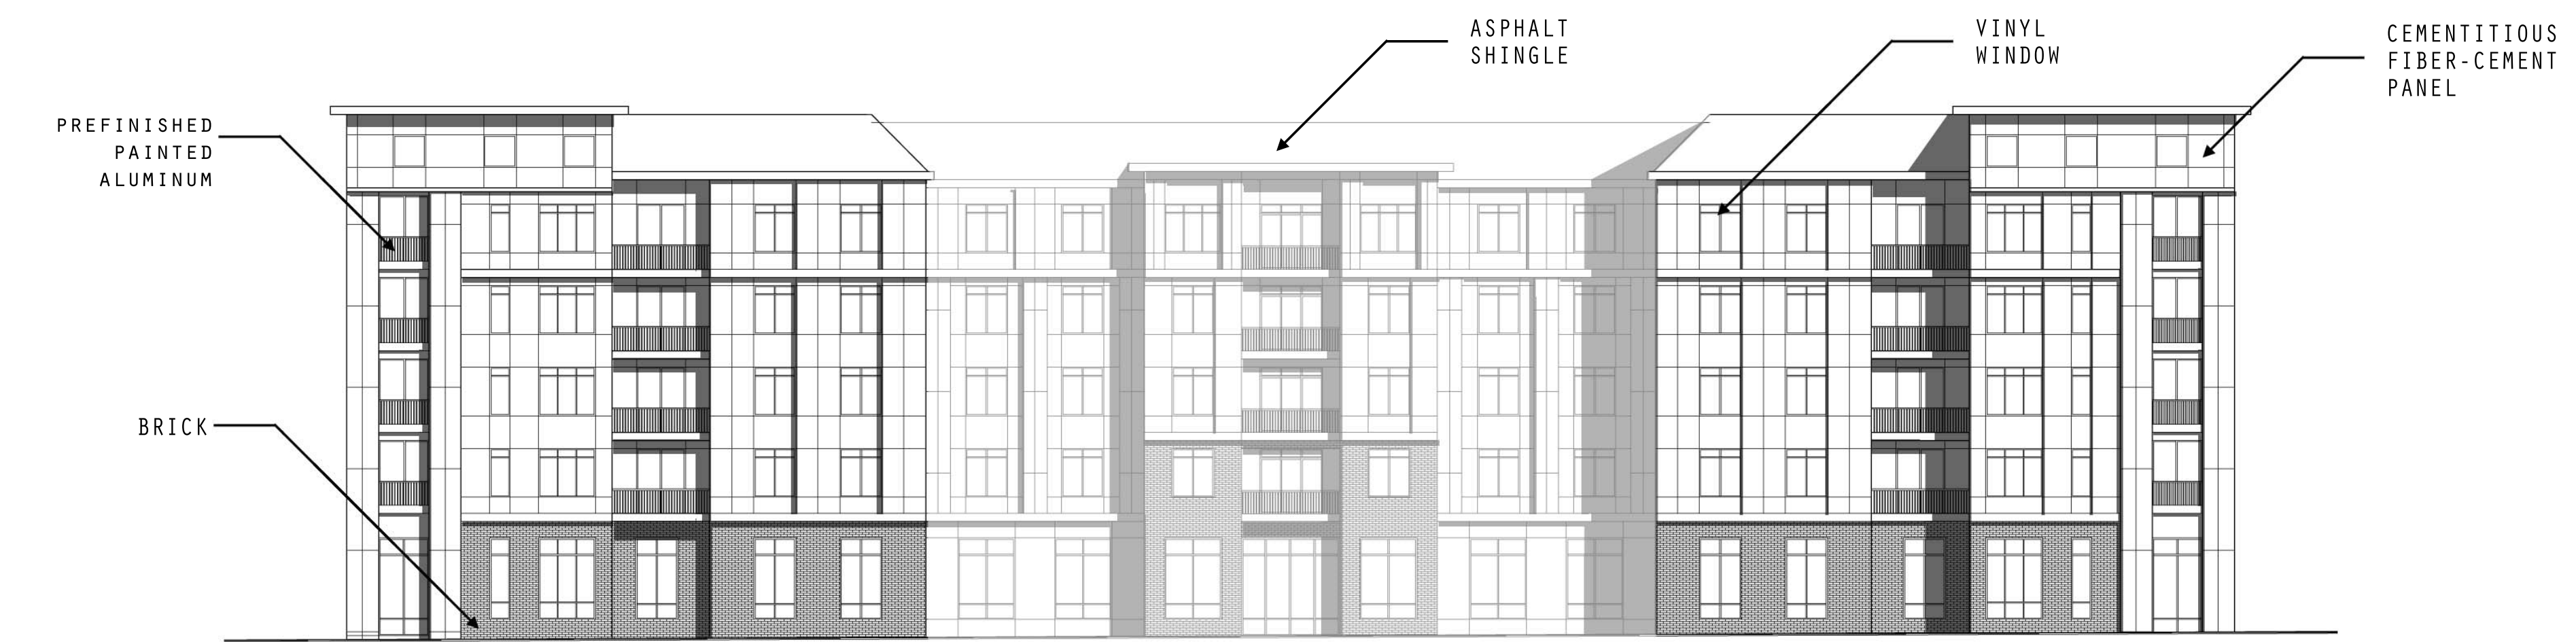 ASPHALT
SHINGLE
VINYL
WINDOW
CEMENTITIOUS
FIBER-CEMENT
PANEL
PREFINISHED
PAINTED
ALUMINUM
BRICK